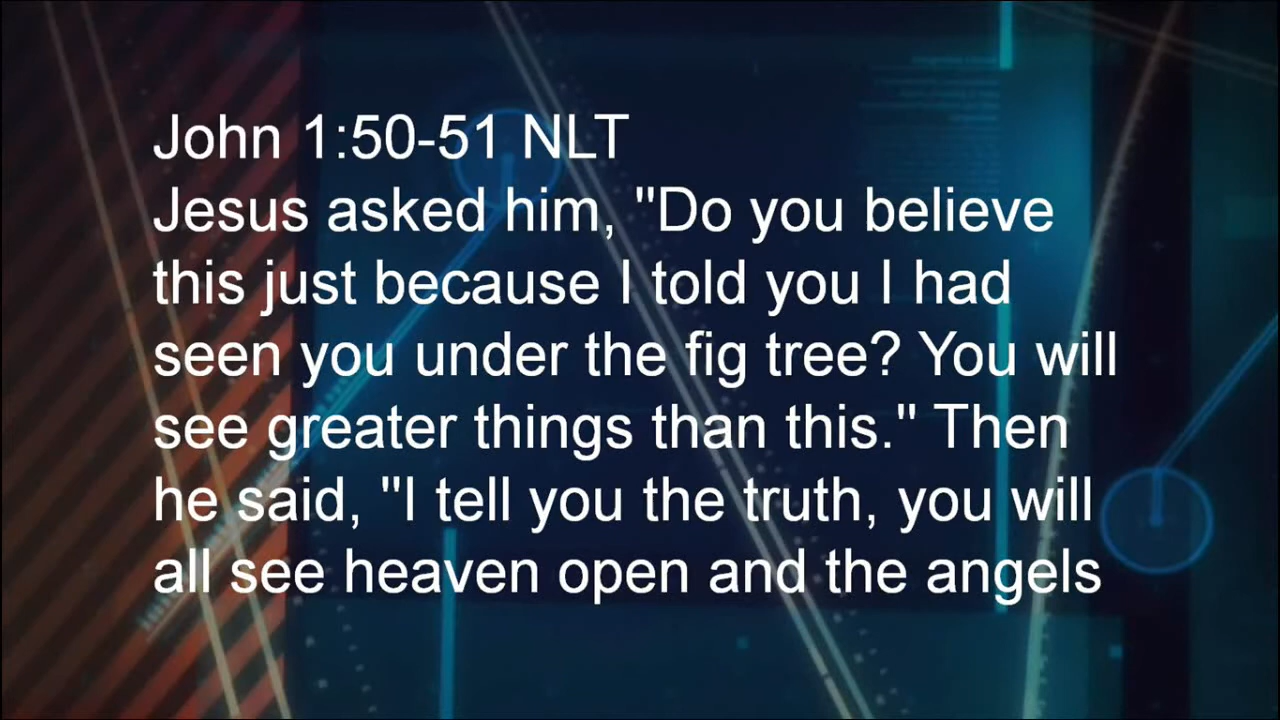 John 1:50-51 NLT
Jesus asked him, "Do you believe
this just because I told you I had
seen you under the fig tree? You will
see greater things than this." Then
he said, "I tell you the truth, you will
all see heaven open and the angels